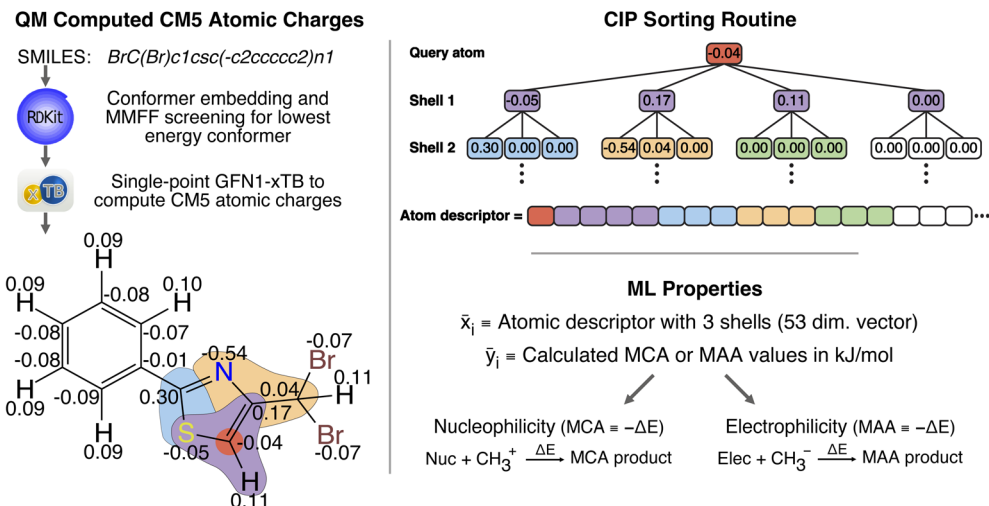 QM Computed CM5 Atomic Charges
SMILES: BrC(Br)c1csc(-c2ccccc2)n1
RDKit
Conformer embedding and
MMFF screening for lowest
energy conformer
xTB
Single-point GFN1-xTB to
compute CM5 atomic charges
0.09
H
0.09
H
-0.08
H
0.10
-0.08
-0.07
-0.08
-0.01
H
0.09
-0.09
H
0.09
-0.54
N
0.30
S
-0.05
-0.04
0.17
0.04
-0.07
Br
H
0.11
Br
-0.07
H
0.11
CIP Sorting Routine
Query atom
-0.04
Shell 1
-0.05 0.17 0.11 0.00
Shell 2
0.30 0.00 0.00 -0.54 0.04 0.00 0.00 0.00 0.00 0.00 0.00 0.00
Atom descriptor =
ML Properties
x̄i ≡ Atomic descriptor with 3 shells (53 dim. vector)
ȳi ≡ Calculated MCA or MAA values in kJ/mol
Nucleophilicity (MCA ≡ −ΔE)
Nuc + CH3+ ΔE→ MCA product
Electrophilicity (MAA ≡ −ΔE)
Elec + CH3− ΔE→ MAA product